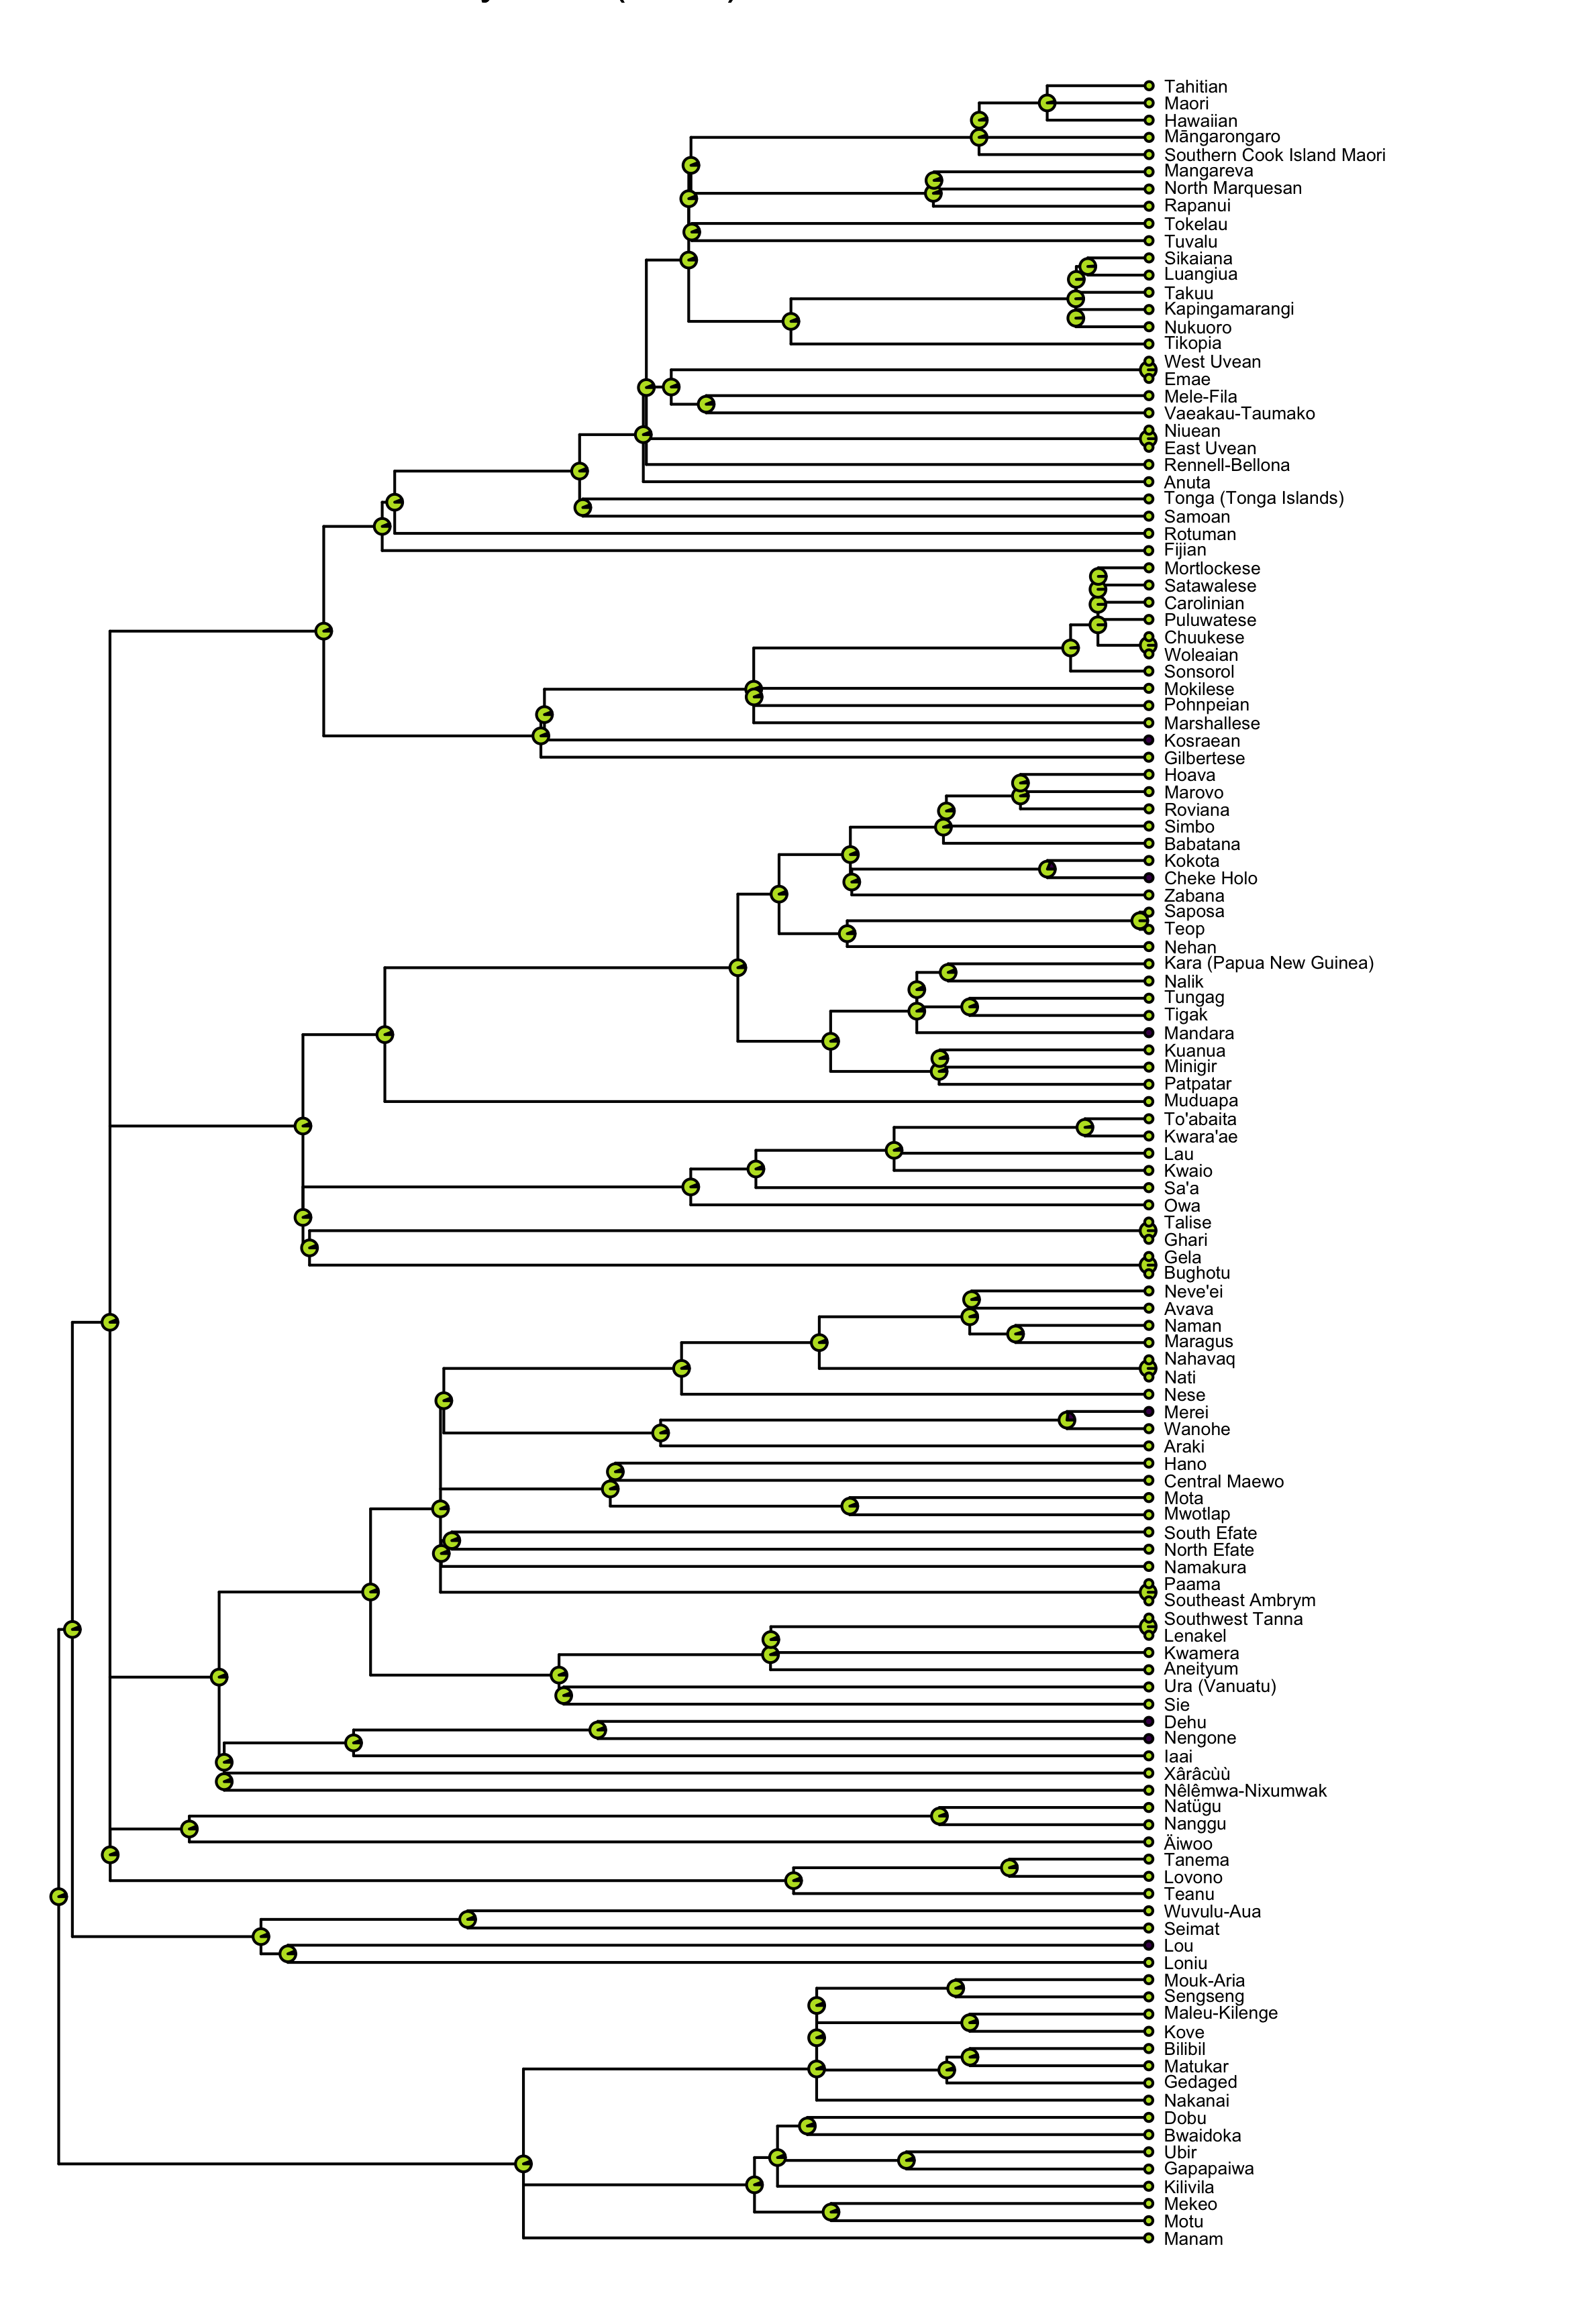 Tahitian
Maori
Hawaiian
Māngarongaro
Southern Cook Island Maori
Mangareva
North Marquesan
Rapanui
Tokelau
Tuvalu
Sikaiana
Luangiua
Takuu
Kapingamarangi
Nukuoro
Tikopia
West Uvean
Emae
Mele-Fila
Vaeakau-Taumako
Niuean
East Uvean
Rennell-Bellona
Anuta
Tonga (Tonga Islands)
Samoan
Rotuman
Fijian
Mortlockese
Satawalese
Carolinian
Puluwatese
Chuukese
Woleaian
Sonsorol
Mokilese
Pohnpeian
Marshallese
Kosraean
Gilbertese
Hoava
Marovo
Roviana
Simbo
Babatana
Kokota
Cheke Holo
Zabana
Saposa
Teop
Nehan
Kara (Papua New Guinea)
Nalik
Tungag
Tigak
Mandara
Kuanua
Minigir
Patpatar
Muduapa
To'abaita
Kwara'ae
Lau
Kwaio
Sa'a
Owa
Talise
Ghari
Gela
Bughotu
Neve'ei
Avava
Naman
Maragus
Nahavaq
Nati
Nese
Merei
Wanohe
Araki
Hano
Central Maewo
Mota
Mwotlap
South Efate
North Efate
Namakura
Paama
Southeast Ambrym
Southwest Tanna
Lenakel
Kwamera
Aneityum
Ura (Vanuatu)
Sie
Dehu
Nengone
Iaai
Xârâcùù
Nêlêmwa-Nixumwak
Natügu
Nanggu
Äiwoo
Tanema
Lovono
Teanu
Wuvulu-Aua
Seimat
Lou
Loniu
Mouk-Aria
Sengseng
Maleu-Kilenge
Kove
Bilibil
Matukar
Gedaged
Nakanai
Dobu
Bwaidoka
Ubir
Gapapaiwa
Kilivila
Mekeo
Motu
Manam